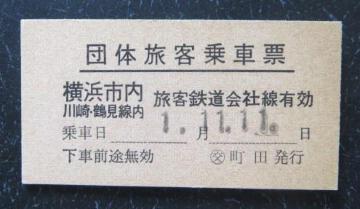 団体旅客乗車票
横浜市内
川崎・鶴見線内
旅客鉄道会社線有効
乗車日 1.11.11. 月 日
下車前途無効 ㊋町田発行